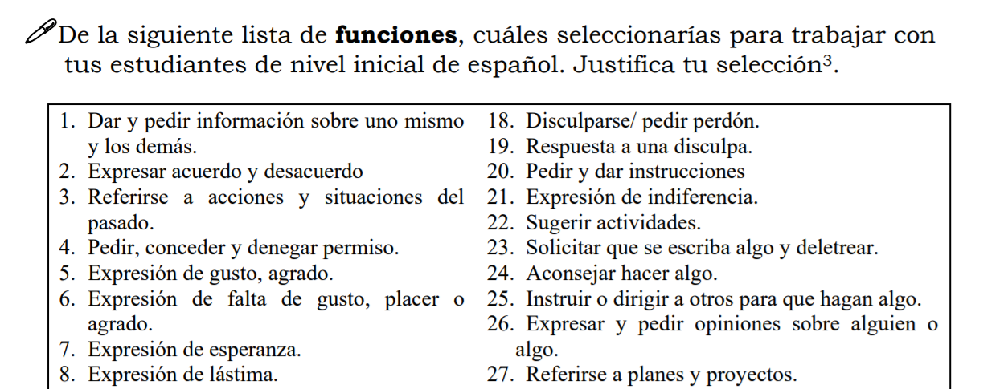 De la siguiente lista de funciones, cuáles seleccionarías para trabajar con
tus estudiantes de nivel inicial de español. Justifica tu selección³.
1. Dar y pedir información sobre uno mismo
y los demás.
2. Expresar acuerdo y desacuerdo
3. Referirse a acciones y situaciones del
pasado.
4. Pedir, conceder y denegar permiso.
5. Expresión de gusto, agrado.
6. Expresión de falta de gusto, placer o
agrado.
7. Expresión de esperanza.
8. Expresión de lástima.
18. Disculparse/ pedir perdón.
19. Respuesta a una disculpa.
20. Pedir y dar instrucciones
21. Expresión de indiferencia.
22. Sugerir actividades.
23. Solicitar que se escriba algo y deletrear.
24. Aconsejar hacer algo.
25. Instruir o dirigir a otros para que hagan algo.
26. Expresar y pedir opiniones sobre alguien o
algo.
27. Referirse a planes y proyectos.